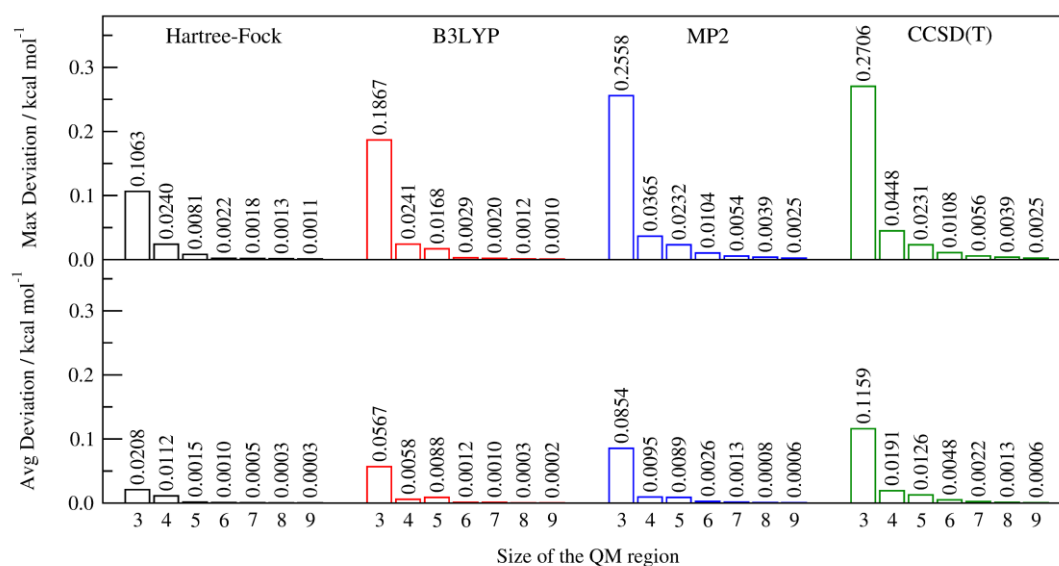 Hartree-Fock B3LYP MP2 CCSD(T)
Max Deviation / kcal mol⁻¹
0.3
0.2
0.1
0.0
0.1063 0.0240 0.0081 0.0022 0.0018 0.0013 0.0011
0.1867 0.0241 0.0168 0.0029 0.0020 0.0012 0.0010
0.2558 0.0365 0.0232 0.0104 0.0054 0.0039 0.0025
0.2706 0.0448 0.0231 0.0108 0.0056 0.0039 0.0025
Avg Deviation / kcal mol⁻¹
0.3
0.2
0.1
0.0
0.0208 0.0112 0.0015 0.0010 0.0005 0.0003 0.0003
0.0567 0.0058 0.0088 0.0012 0.0010 0.0003 0.0002
0.0854 0.0095 0.0089 0.0026 0.0013 0.0008 0.0006
0.1159 0.0191 0.0126 0.0048 0.0022 0.0013 0.0006
3 4 5 6 7 8 9 3 4 5 6 7 8 9 3 4 5 6 7 8 9 3 4 5 6 7 8 9
Size of the QM region